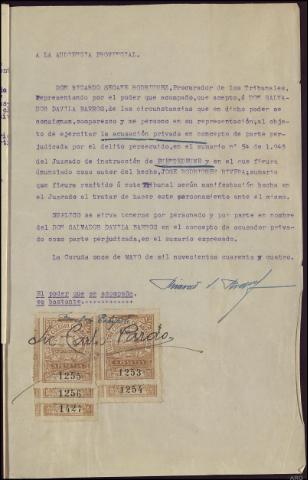 A LA AUDIENCIA PROVINCIAL.
DON RICARDO SEOANE RODRIGUEZ, Procurador de los Tribunales,
representando por el poder que acompaño, que acepto, á DON SALVA-
DOR DAVILA BARROS, de las circunstancias que en dicho poder se
consignan, comparezco y me persono en su representación, al obje-
to de ejercitar la acusación privada en concepto de parte per-
judicada por el delito perseguido, en el sumario nº 54 de 1.943
del Juzgado de instrucción de y en el que figura
denunciado como autor del hecho, JOSE RODRIGUEZ RIVERA; sumario
que fuera remitido á este Tribunal según manifestación hecha en
el Juzgado al tratar de hacer este personamiento ante el mismo.
SUPLICO se sirva tenerme por personado y por parte en nombre
del DON SALVADOR DAVILA BARROS en el concepto de acusador priva-
do como parte perjudicada, en el sumario expresado.
La Coruña once de MAYO de mil novecientos cuarenta y cuatro.
El poder que se acompaña,
es bastante.
Carlos Pardo
1255
1253
1256
1254
1427